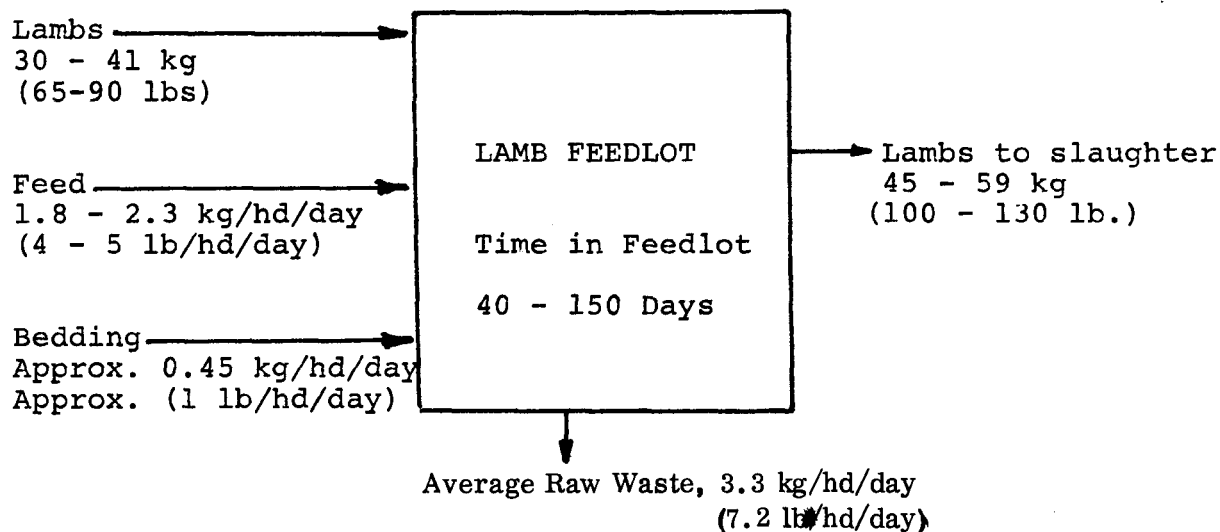 Lambs
30 - 41 kg
(65-90 lbs)
Feed
1.8 - 2.3 kg/hd/day
(4 - 5 lb/hd/day)
Bedding
Approx. 0.45 kg/hd/day
Approx. (1 lb/hd/day)
LAMB FEEDLOT
Time in Feedlot
40 - 150 Days
Lambs to slaughter
45 - 59 kg
(100 - 130 lb.)
Average Raw Waste, 3.3 kg/hd/day
(7.2 lb/hd/day)